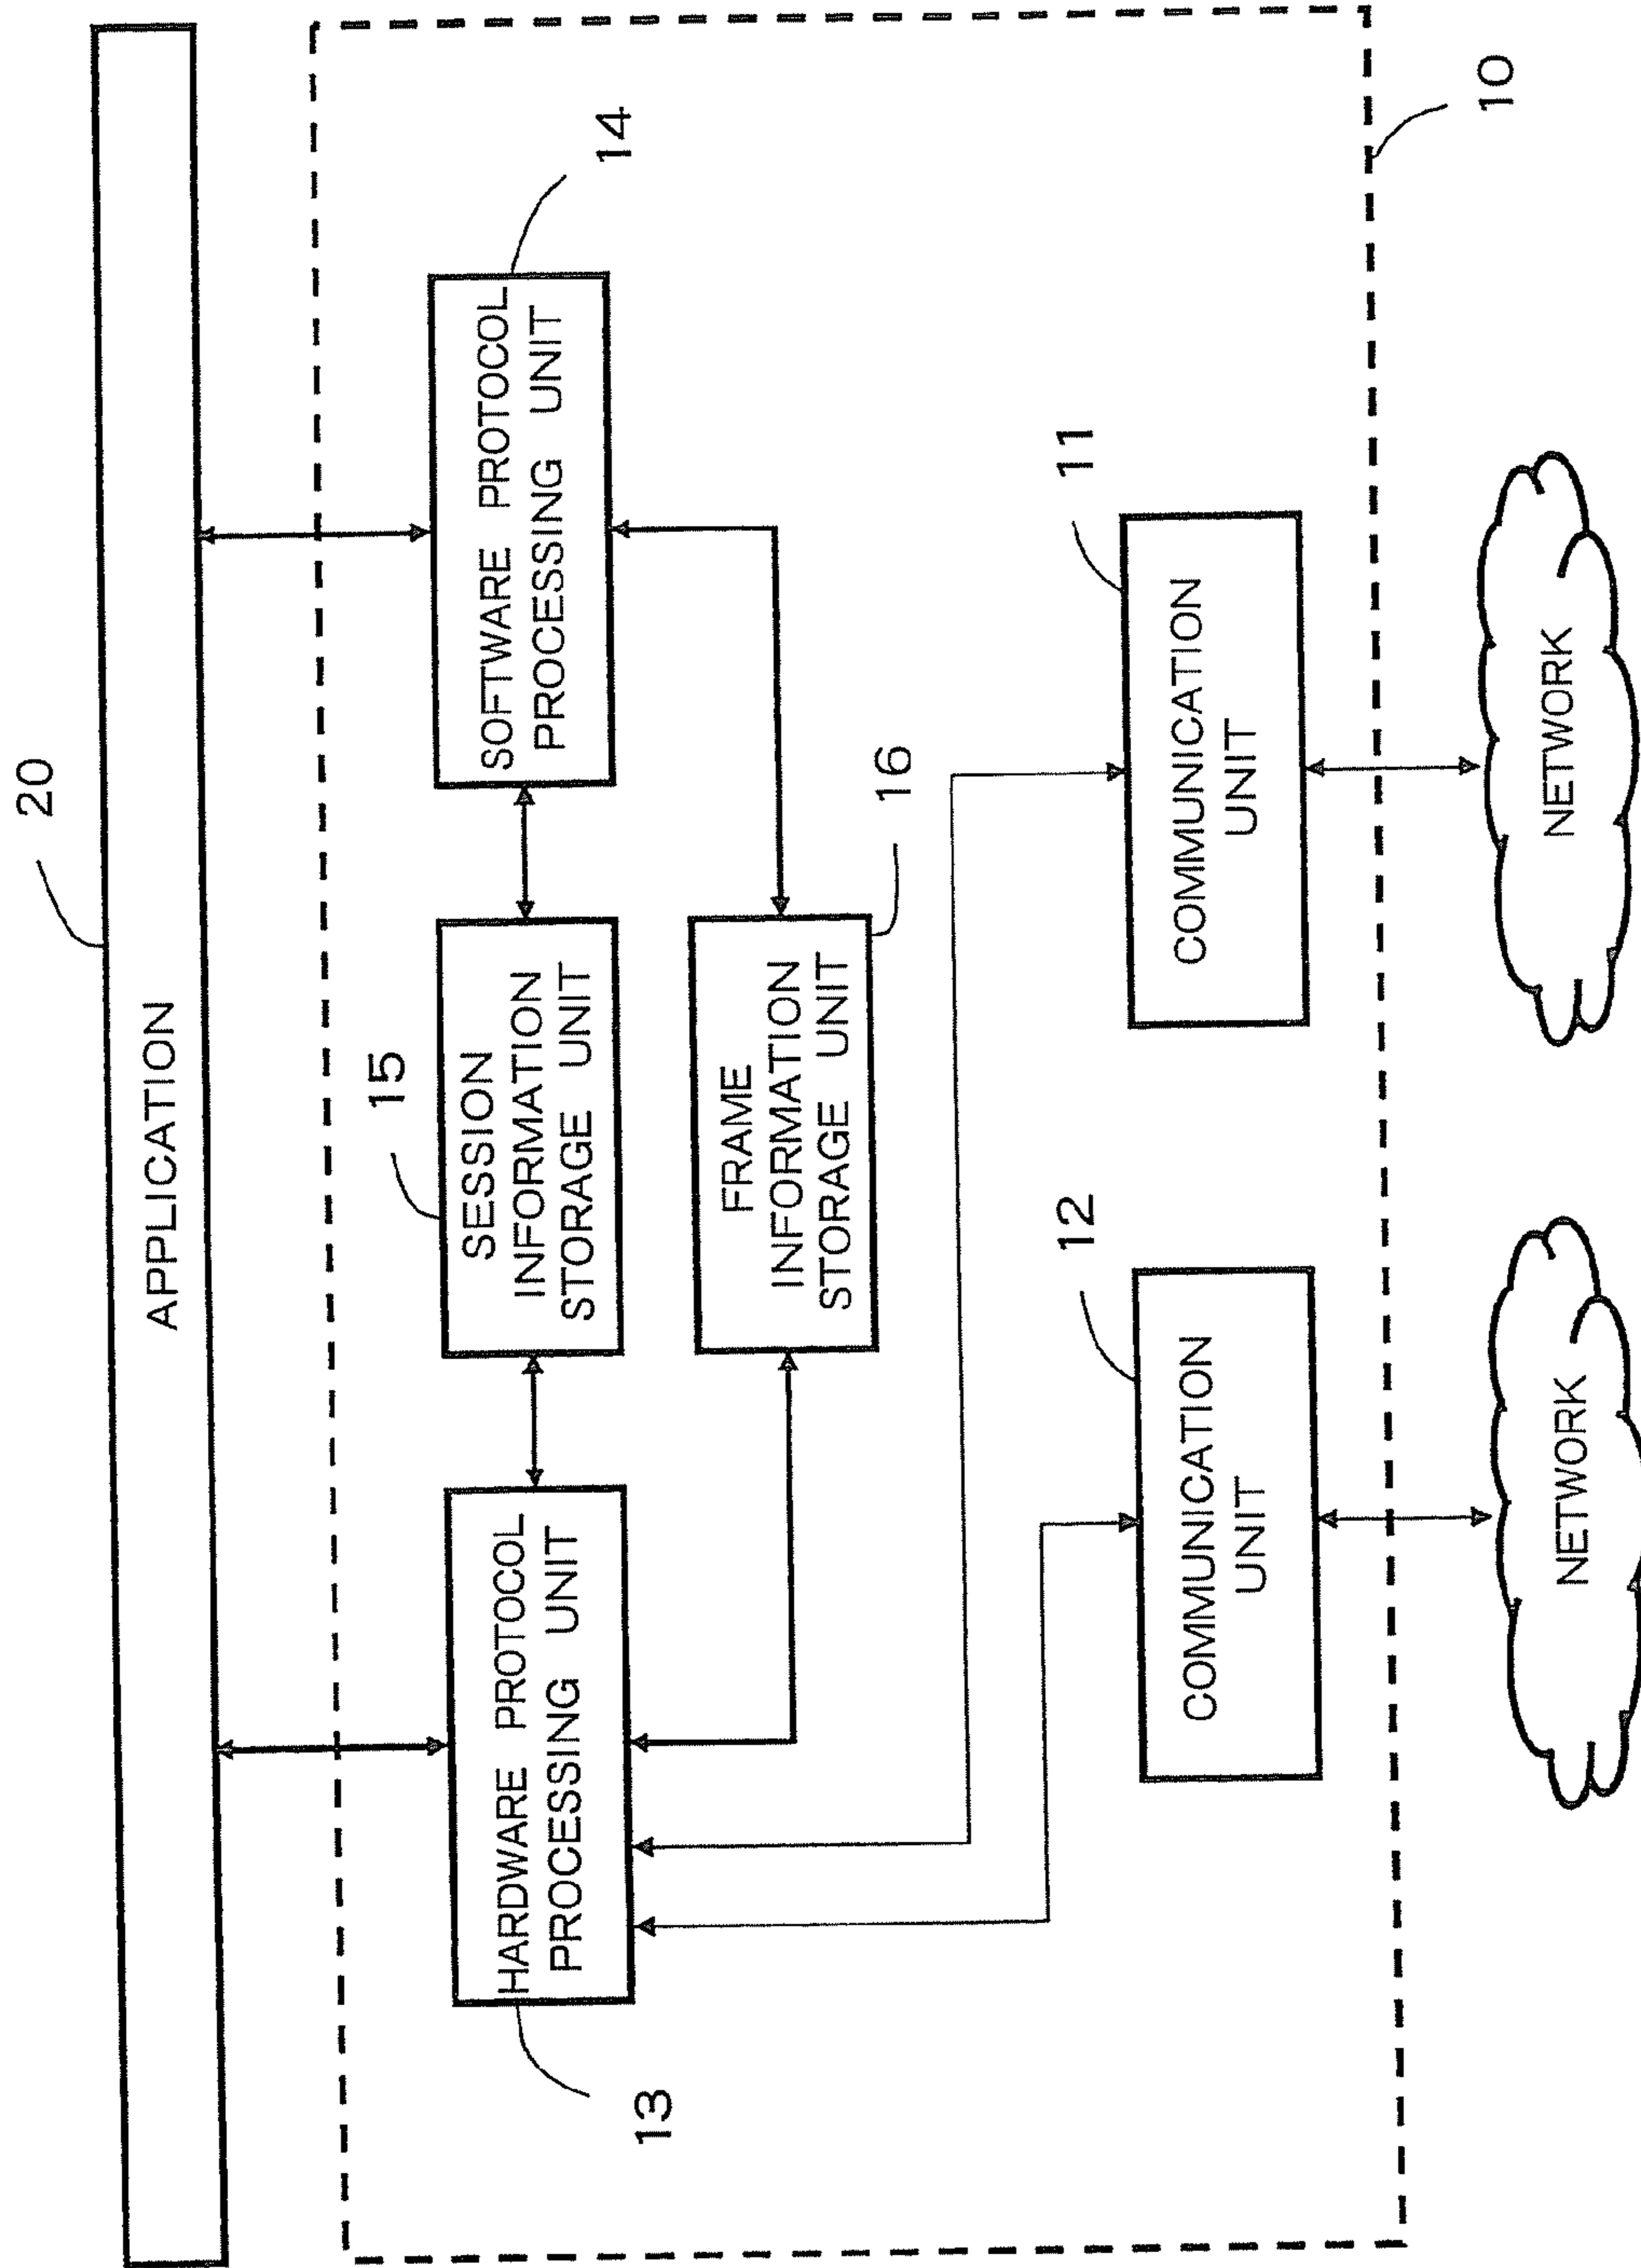 20
APPLICATION
13
HARDWARE PROTOCOL
PROCESSING UNIT
15
SESSION
INFORMATION
STORAGE UNIT
14
SOFTWARE PROTOCOL
PROCESSING UNIT
FRAME
INFORMATION
STORAGE UNIT
16
12
COMMUNICATION
UNIT
11
COMMUNICATION
UNIT
10
NETWORK
NETWORK